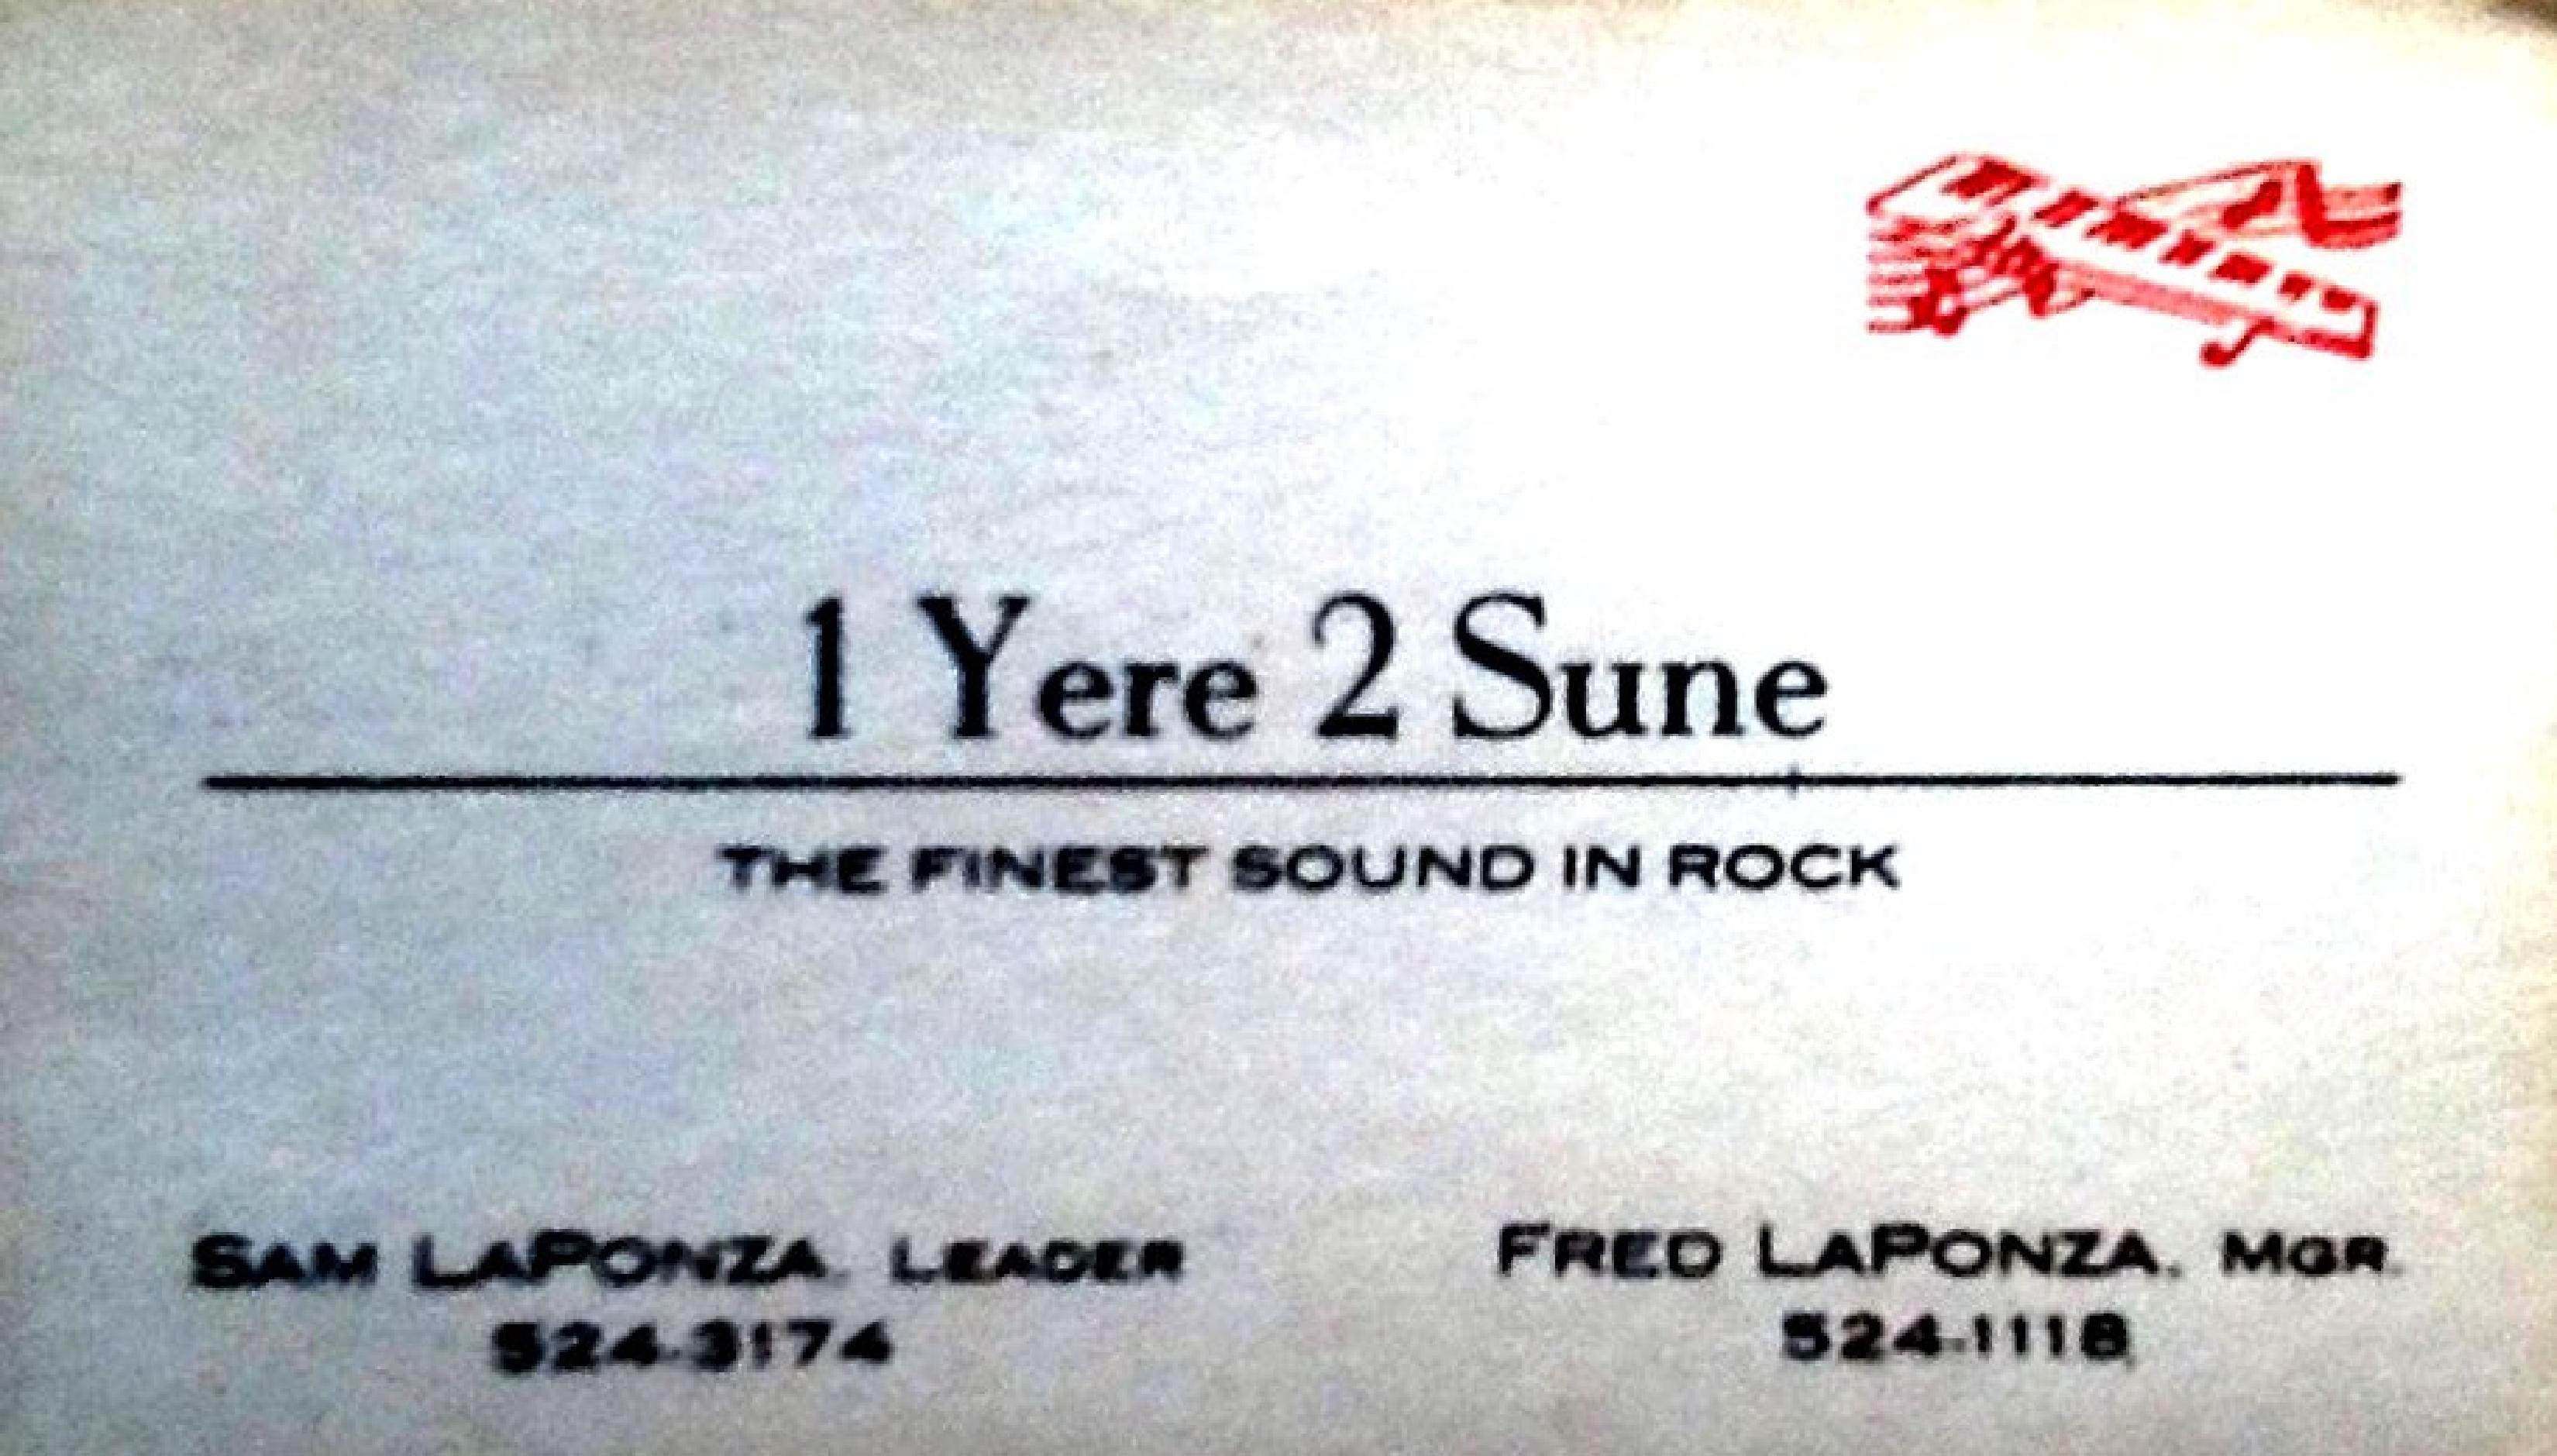 1 Yere 2 Sune
THE FINEST SOUND IN ROCK
SAM LAPONZA, LEADER
524-3174
FRED LAPONZA, MGR.
524-1118